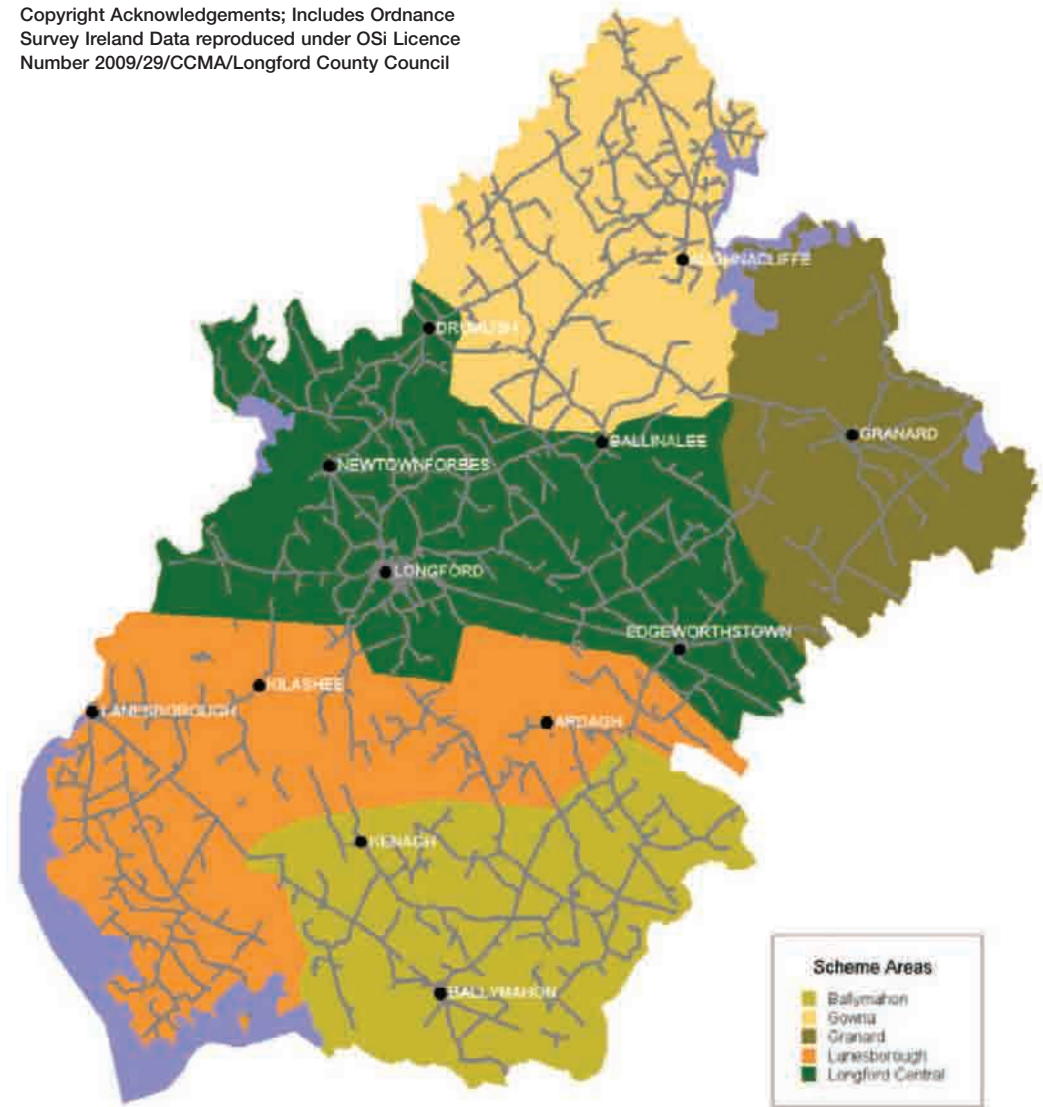 Copyright Acknowledgements; Includes Ordnance
Survey Ireland Data reproduced under OSi Licence
Number 2009/29/CCMA/Longford County Council
AUGHNACLIFFE
DRUMLISH
BALLINALEE
GRANARD
NEWTOWNFORBES
LONGFORD
EDGEWORTHSTOWN
KILASHEE
LANESBOROUGH
ARDAGH
KENAGH
BALLYMAHON
Scheme Areas
Ballymahon
Gowna
Granard
Lanesborough
Longford Central